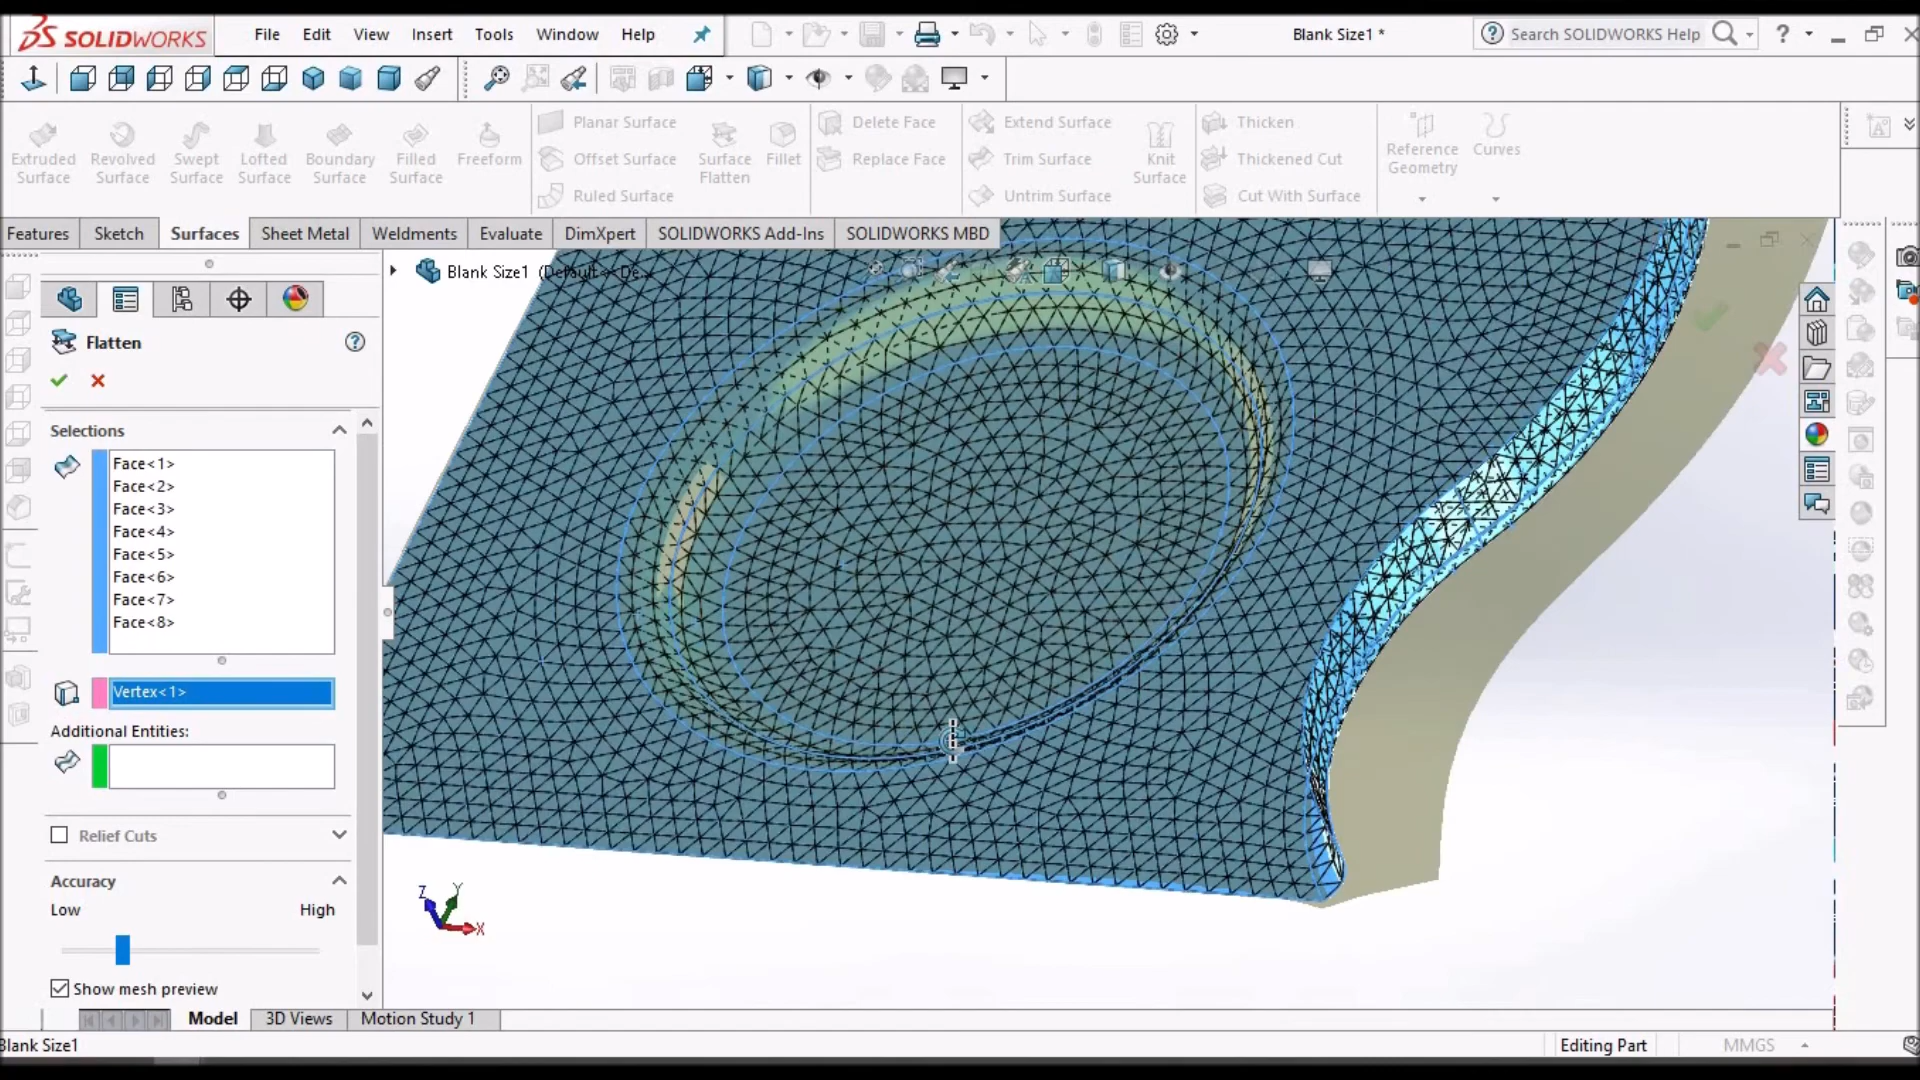 SOLIDWORKS File Edit View Insert Tools Window Help Blank Size1 * Search SOLIDWORKS Help ?
Extruded Surface
Revolved Surface
Swept Surface
Lofted Surface
Boundary Surface
Filled Surface
Freeform
Planar Surface
Offset Surface
Ruled Surface
Surface Flatten
Fillet
Delete Face
Replace Face
Extend Surface
Trim Surface
Untrim Surface
Knit Surface
Thicken
Thickened Cut
Cut With Surface
Reference Geometry
Curves
Features Sketch Surfaces Sheet Metal Weldments Evaluate DimXpert SOLIDWORKS Add-Ins SOLIDWORKS MBD
Blank Size1 (Default<<De...
Flatten
Selections
Face<1>
Face<2>
Face<3>
Face<4>
Face<5>
Face<6>
Face<7>
Face<8>
Vertex<1>
Additional Entities:
Relief Cuts
Accuracy
Low High
Show mesh preview
Z Y X
Model 3D Views Motion Study 1
Blank Size1 Editing Part MMGS